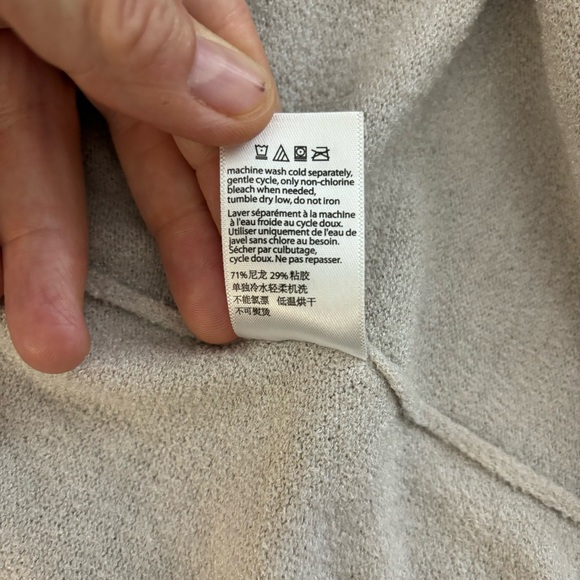 machine wash cold separately,
gentle cycle, only non-chlorine
bleach when needed,
tumble dry low, do not iron
Laver séparément à la machine
à l'eau froide au cycle doux.
Utiliser uniquement de l'eau de
javel sans chlore au besoin.
Sécher par culbutage,
cycle doux. Ne pas repasser.
71%尼龙 29%粘胶
单独冷水轻柔机洗
不能氯漂 低温烘干
不可熨烫